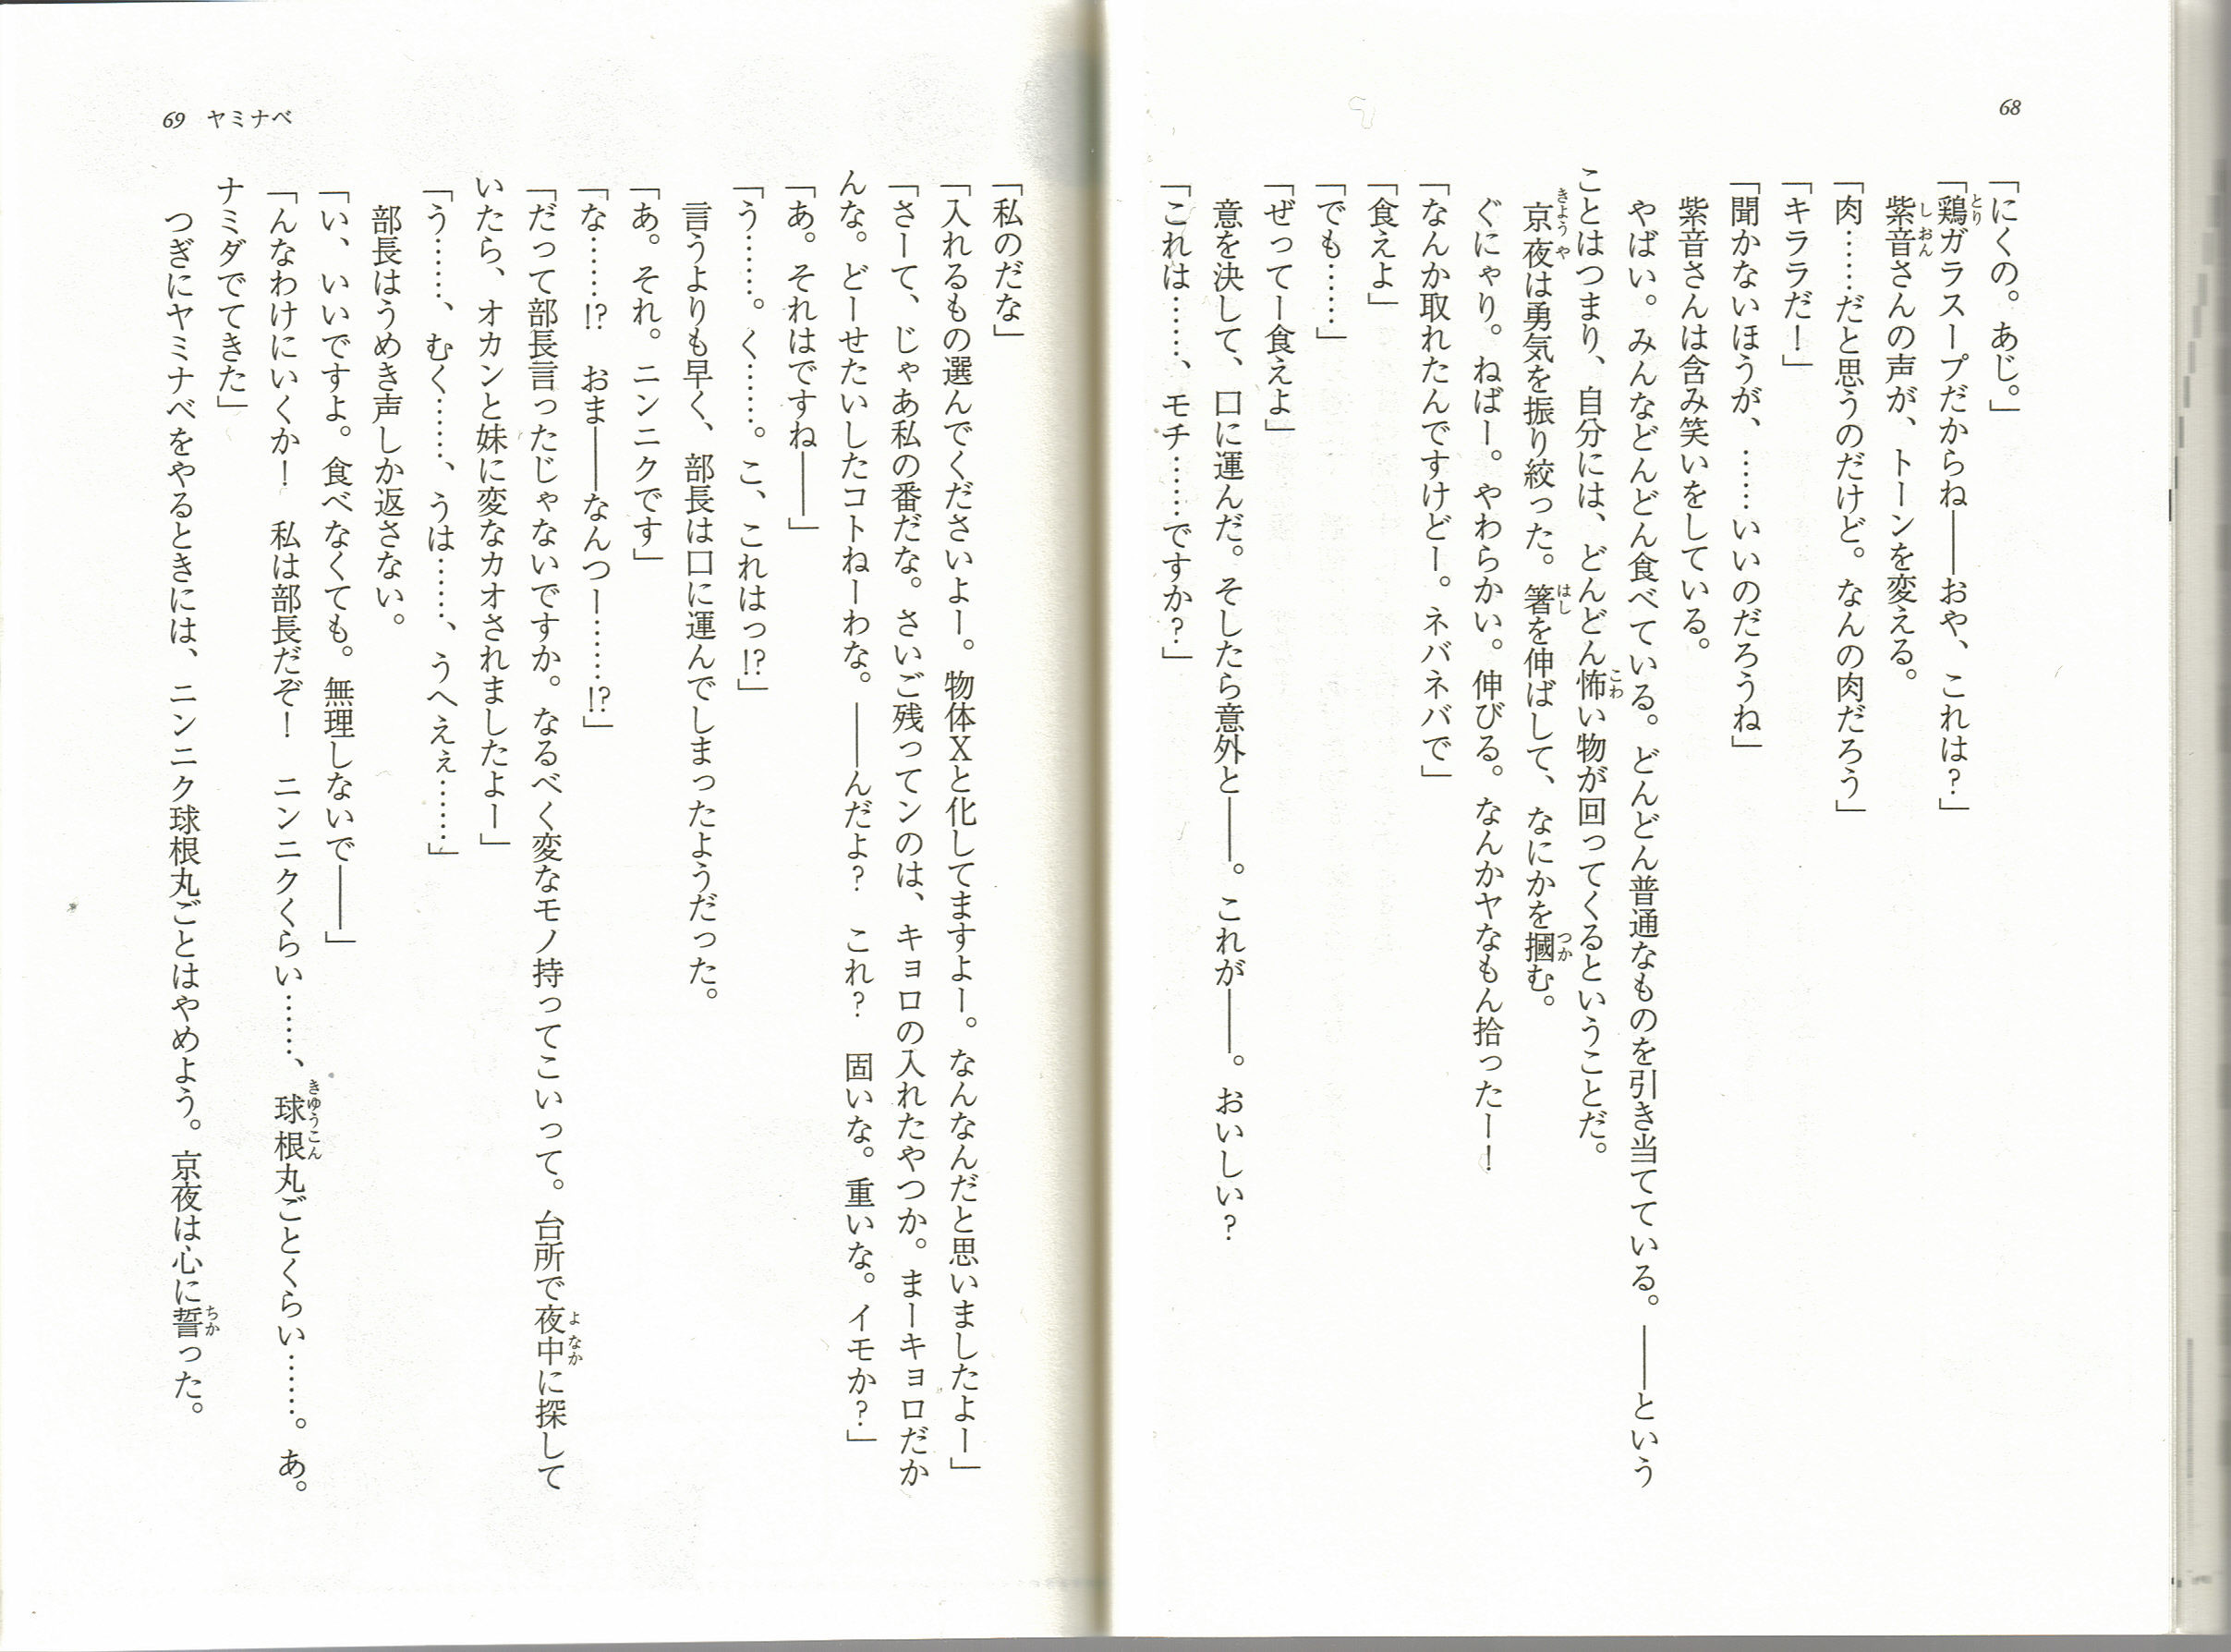 68
「にくの。あじ。」
「鶏ガラスープだからね――おや、これは？」
紫音さんの声が、トーンを変える。
「肉……だと思うのだけど。なんの肉だろう」
「キララだ！」
「聞かないほうが、……いいのだろうね」
紫音さんは含み笑いをしている。
やばい。みんなどんどん食べている。どんどん普通なものを引き当てている。――という
ことはつまり、自分には、どんどん怖い物が回ってくるということだ。
京夜は勇気を振り絞った。箸を伸ばして、なにかを摑む。
ぐにゃり。ねばー。やわらかい。伸びる。なんかヤなもん拾ったー！
「なんか取れたんですけどー。ネバネバで」
「食えよ」
「でも……」
「ぜってー食えよ」
意を決して、口に運んだ。そしたら意外と――。これが――。おいしい？
「これは……、モチ……ですか？」
69 ヤミナベ
「私のだな」
「入れるもの選んでくださいよー。物体Xと化してますよー。なんなんだと思いましたよー」
「さーて、じゃあ私の番だな。さいご残ってンのは、キョロの入れたやつか。まーキョロだか
んな。どーせたいしたコトねーわな。――んだよ？　これ？　固いな。重いな。イモか？」
「あ。それはですね――」
「う……。く……。こ、これはっ!?」
言うよりも早く、部長は口に運んでしまったようだった。
「あ。それ。ニンニクです」
「な……!?　おま――なんつー……!?」
「だって部長言ったじゃないですか。なるべく変なモノ持ってこいって。台所で夜中に探して
いたら、オカンと妹に変なカオされましたよー」
「う……、むく……、うは……、うへえぇ……」
部長はうめき声しか返さない。
「い、いいですよ。食べなくても。無理しないで――」
「んなわけにいくか！　私は部長だぞ！　ニンニクくらい……、球根丸ごとくらい……。あ。
ナミダでてきた」
つぎにヤミナベをやるときには、ニンニク球根丸ごとはやめよう。京夜は心に誓った。